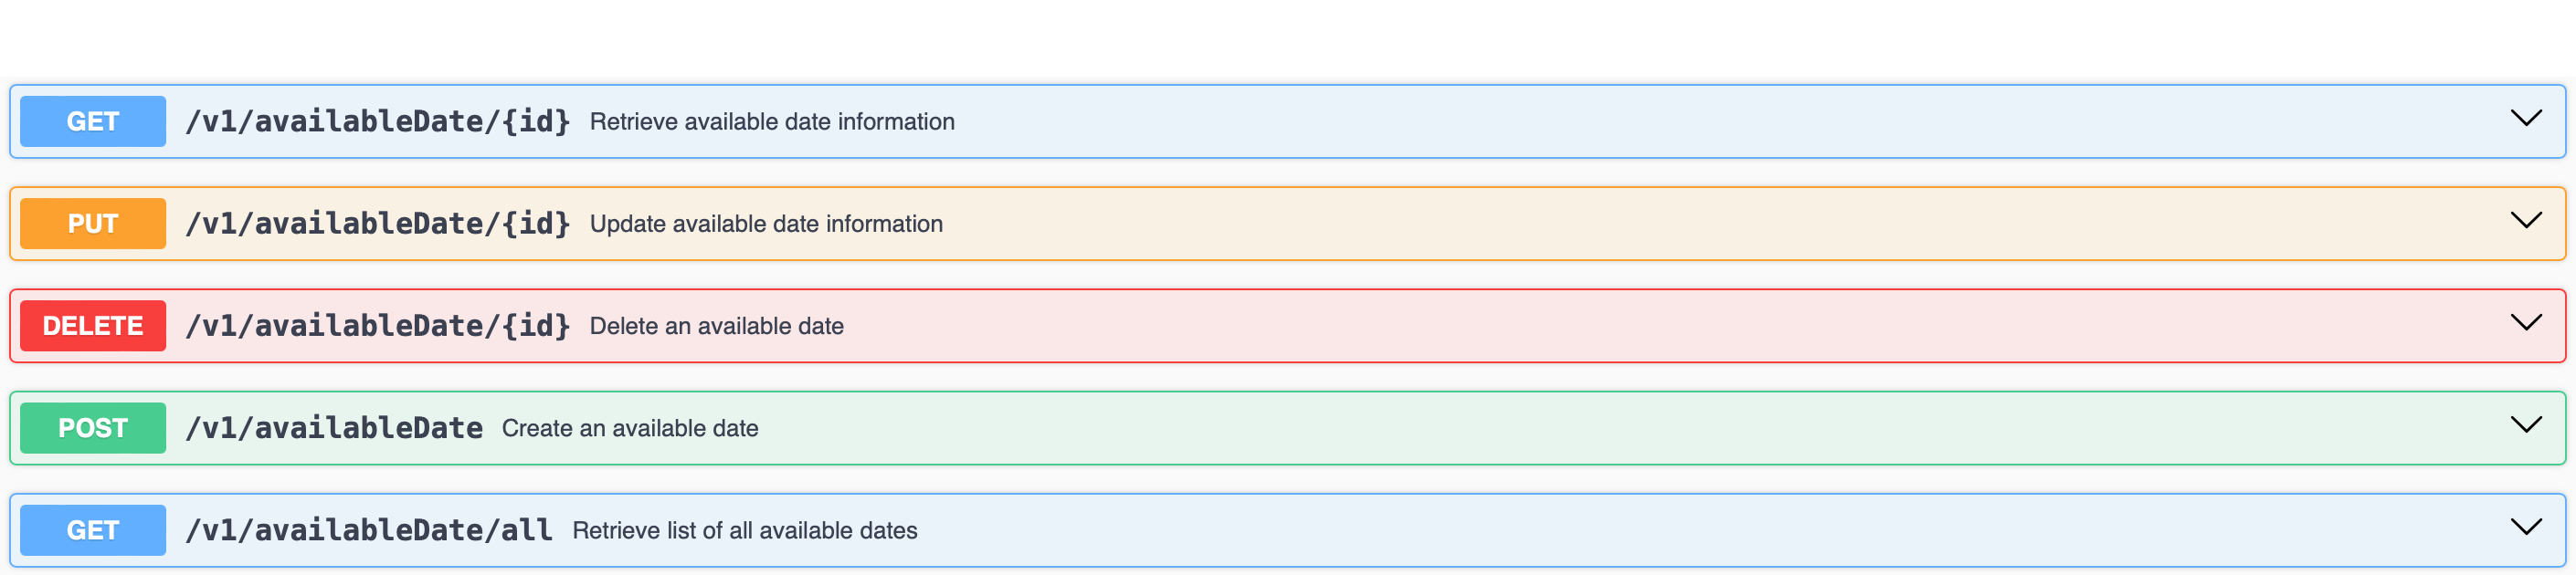 GET /v1/availableDate/{id} Retrieve available date information
PUT /v1/availableDate/{id} Update available date information
DELETE /v1/availableDate/{id} Delete an available date
POST /v1/availableDate Create an available date
GET /v1/availableDate/all Retrieve list of all available dates